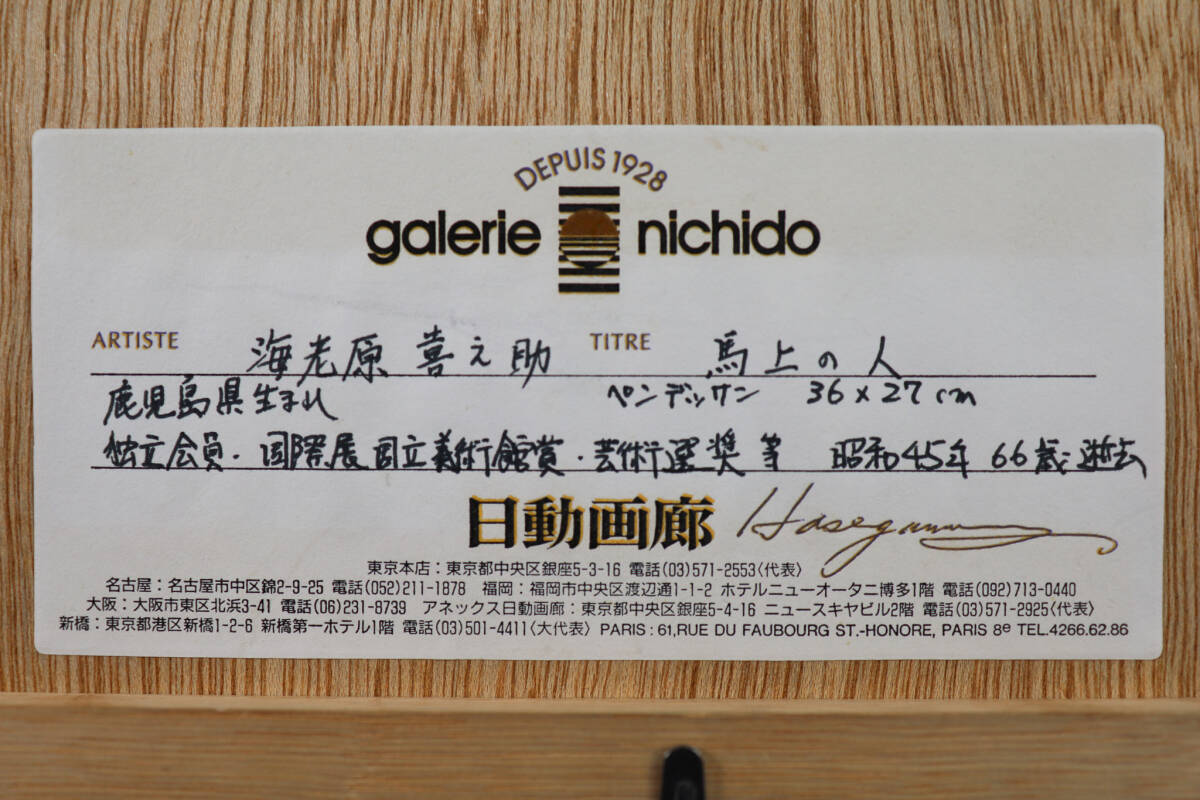 DEPUIS 1928
galerie nichido
ARTISTE 海老原喜之助 TITRE 馬上の人
鹿児島県生まれ ペンデッサン 36×27cm
独立会員・国際展国立美術館賞・芸術選奨等 昭和45年 66歳逝去
日動画廊 Hasegawa
東京本店：東京都中央区銀座5-3-16 電話(03)571-2553〈代表〉
名古屋：名古屋市中区錦2-9-25 電話(052)211-1878 福岡：福岡市中央区渡辺通1-1-2 ホテルニューオータニ博多1階 電話(092)713-0440
大阪：大阪市東区北浜3-41 電話(06)231-8739 アネックス日動画廊：東京都中央区銀座5-4-16 ニュースキヤビル2階 電話(03)571-2925〈代表〉
新橋：東京都港区新橋1-2-6 新橋第一ホテル1階 電話(03)501-4411〈大代表〉 PARIS : 61,RUE DU FAUBOURG ST.-HONORE, PARIS 8e TEL.4266.62.86